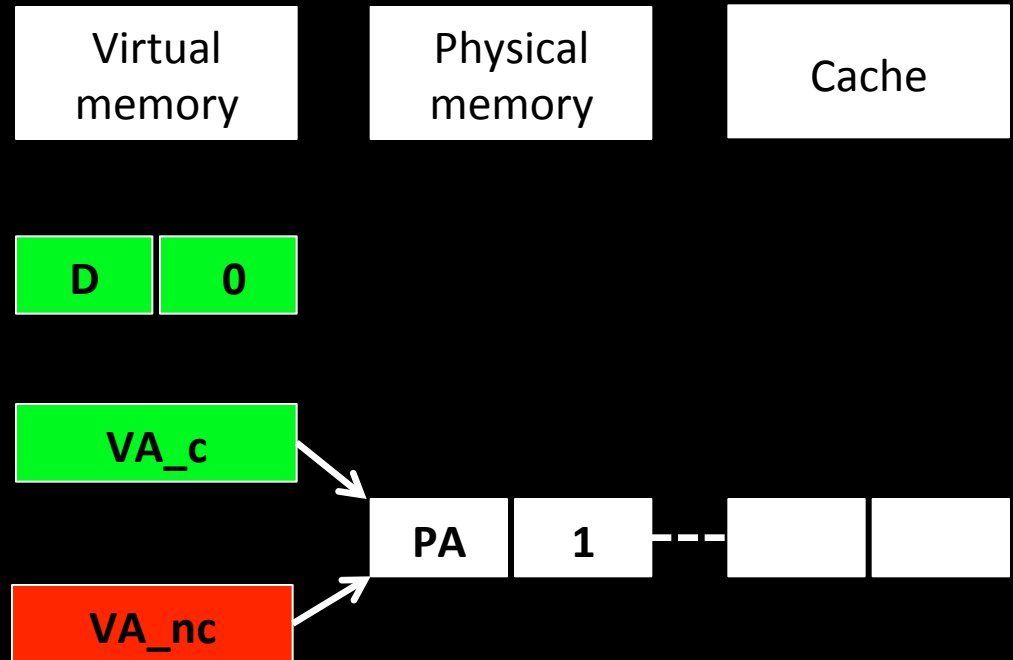 Virtual
memory
Physical
memory
Cache
D 0
VA_c
PA 1
VA_nc